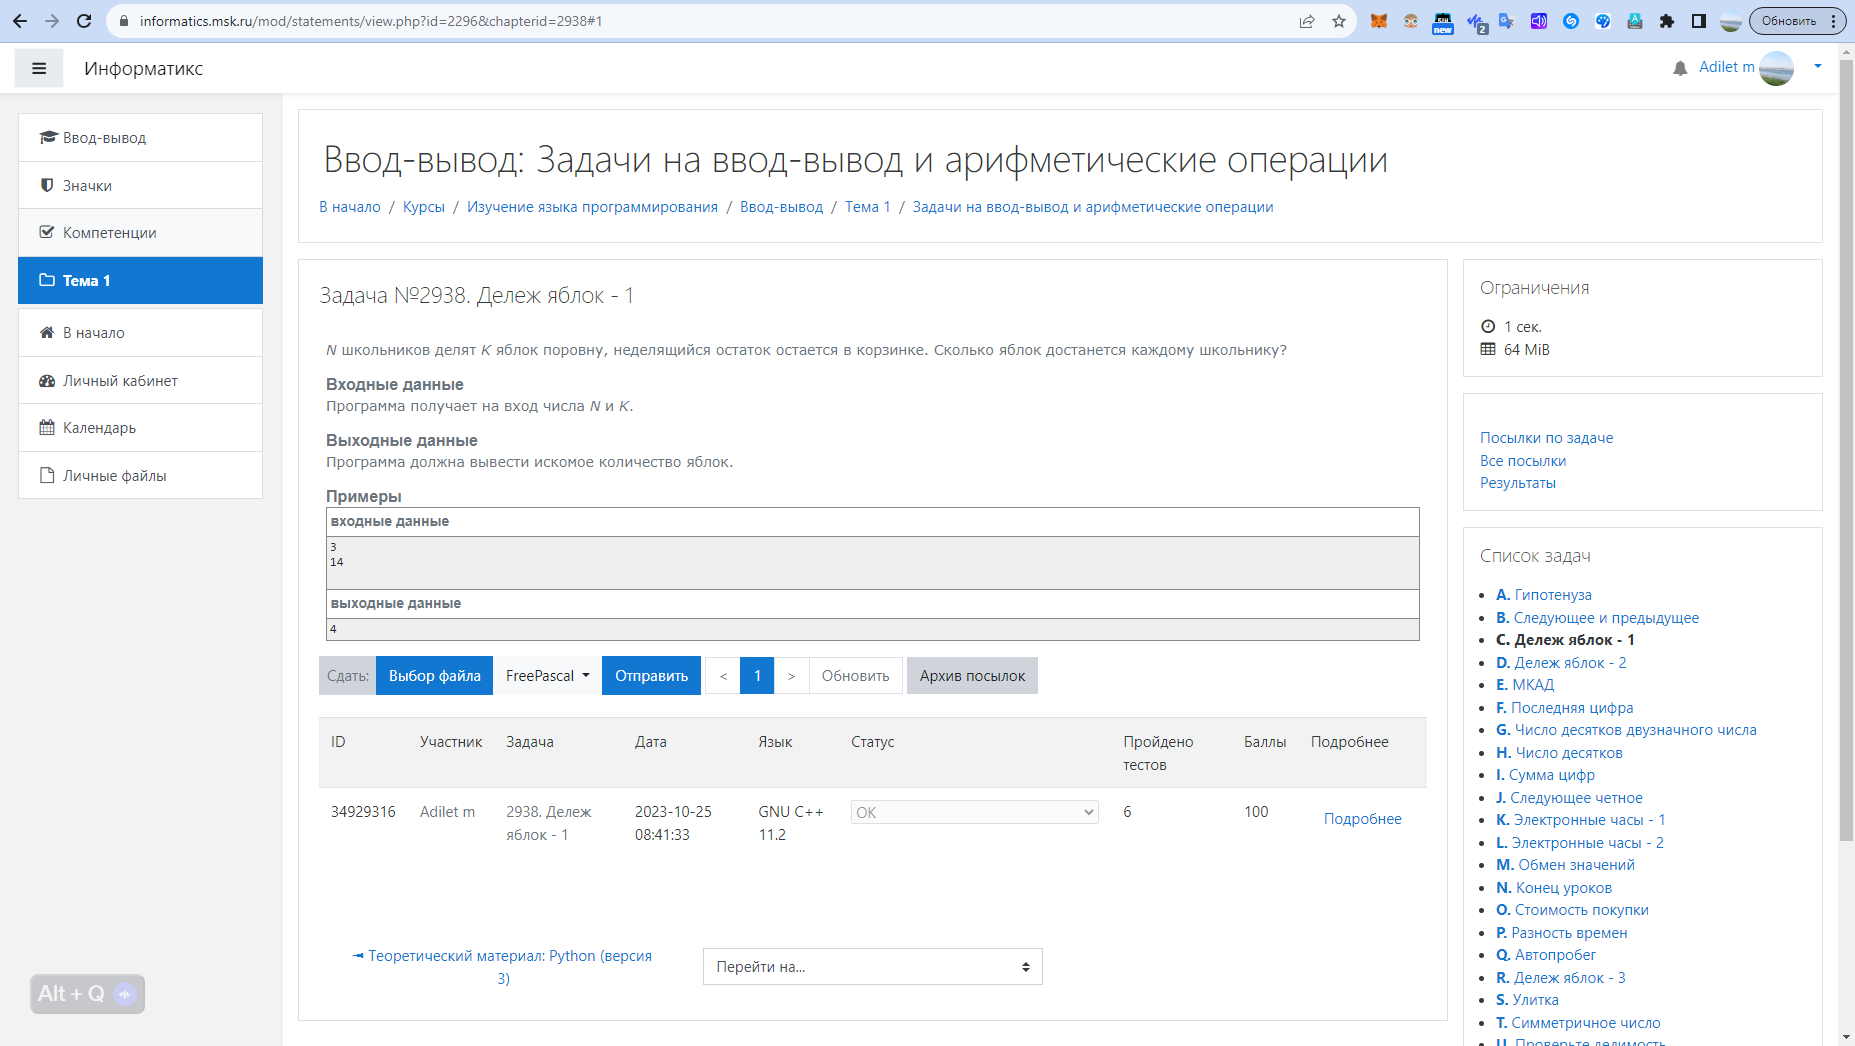 informatics.msk.ru/mod/statements/view.php?id=2296&chapterid=2938#1
new
2
Обновить
Информатикс
Adilet m
Ввод-вывод
Значки
Компетенции
Тема 1
В начало
Личный кабинет
Календарь
Личные файлы
Ввод-вывод: Задачи на ввод-вывод и арифметические операции
В начало / Курсы / Изучение языка программирования / Ввод-вывод / Тема 1 / Задачи на ввод-вывод и арифметические операции
Задача №2938. Дележ яблок - 1
N школьников делят K яблок поровну, неделящийся остаток остается в корзинке. Сколько яблок достанется каждому школьнику?
Входные данные
Программа получает на вход числа N и K.
Выходные данные
Программа должна вывести искомое количество яблок.
Примеры
входные данные
3
14
выходные данные
4
Сдать: Выбор файла FreePascal Отправить < 1 > Обновить Архив посылок
ID Участник Задача Дата Язык Статус Пройдено тестов Баллы Подробнее
34929316 Adilet m 2938. Дележ яблок - 1 2023-10-25 08:41:33 GNU C++ 11.2 OK 6 100 Подробнее
Теоретический материал: Python (версия
3)
Перейти на...
Alt + Q
Ограничения
1 сек.
64 MiB
Посылки по задаче
Все посылки
Результаты
Список задач
A. Гипотенуза
B. Следующее и предыдущее
C. Дележ яблок - 1
D. Дележ яблок - 2
E. МКАД
F. Последняя цифра
G. Число десятков двузначного числа
H. Число десятков
I. Сумма цифр
J. Следующее четное
K. Электронные часы - 1
L. Электронные часы - 2
M. Обмен значений
N. Конец уроков
O. Стоимость покупки
P. Разность времен
Q. Автопробег
R. Дележ яблок - 3
S. Улитка
T. Симметричное число
U. Проверьте делимость